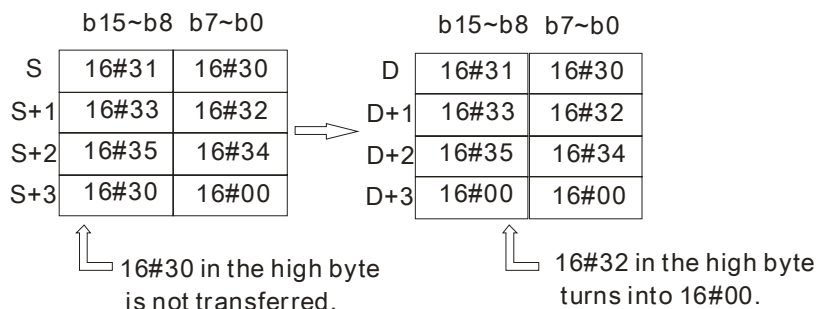 b15~b8 b7~b0 b15~b8 b7~b0
S 16#31 16#30 D 16#31 16#30
S+1 16#33 16#32 D+1 16#33 16#32
S+2 16#35 16#34 D+2 16#35 16#34
S+3 16#30 16#00 D+3 16#00 16#00
16#30 in the high byte 16#32 in the high byte
is not transferred. turns into 16#00.